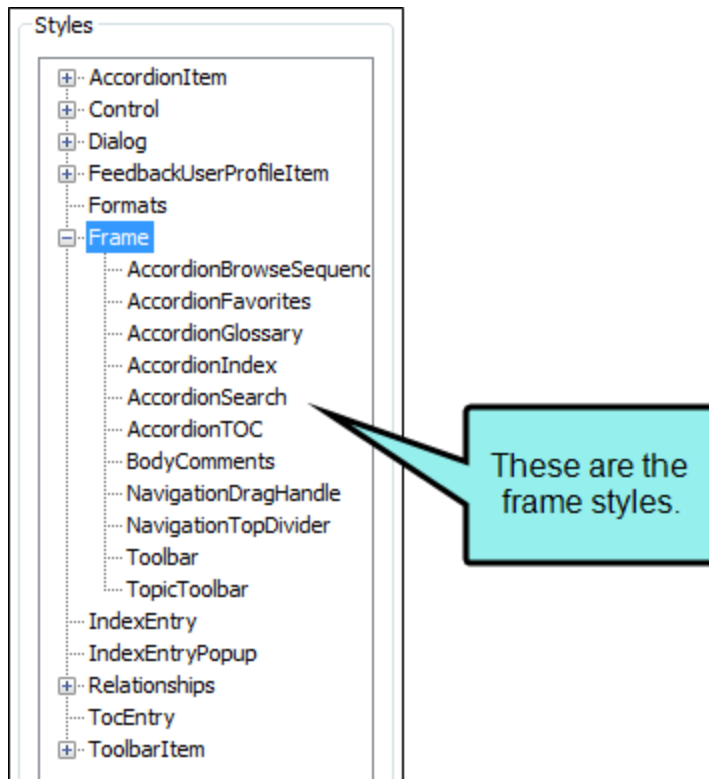 Styles
AccordionItem
Control
Dialog
FeedbackUserProfileItem
Formats
Frame
AccordionBrowseSequenc
AccordionFavorites
AccordionGlossary
AccordionIndex
AccordionSearch
AccordionTOC
BodyComments
NavigationDragHandle
NavigationTopDivider
Toolbar
TopicToolbar
IndexEntry
IndexEntryPopup
Relationships
TocEntry
ToolbarItem
These are the
frame styles.